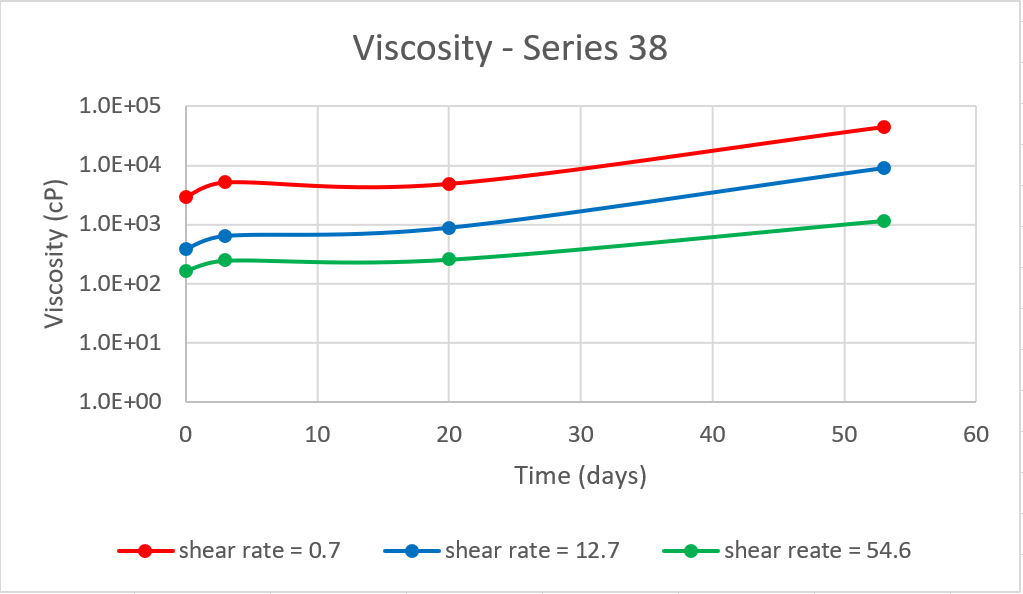 Viscosity - Series 38
1.0E+05
1.0E+04
1.0E+03
1.0E+02
1.0E+01
1.0E+00
Viscosity (cP)
0 10 20 30 40 50 60
Time (days)
shear rate = 0.7 shear rate = 12.7 shear reate = 54.6